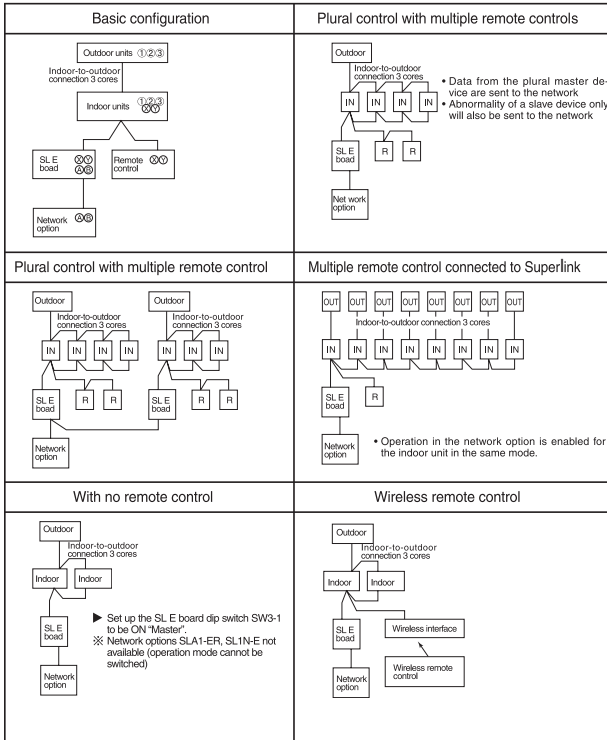 Basic configuration
Outdoor units ①②③
Indoor-to-outdoor
connection 3 cores
Indoor units ①②③
ⓍⓎ
SL E
boad
ⓍⓎ
ⒶⒷ
Remote
control
ⓍⓎ
Network
option
ⒶⒷ
Plural control with multiple remote controls
Outdoor
Indoor-to-outdoor
connection 3 cores
IN IN IN IN
SL E
boad
R R
Net work
option
• Data from the plural master de-
vice are sent to the network
• Abnormality of a slave device only
will also be sent to the network
Plural control with multiple remote control
Outdoor
Indoor-to-outdoor
connection 3 cores
IN IN IN IN
SL E
boad
R R
Network
option
Outdoor
Indoor-to-outdoor
connection 3 cores
IN IN IN IN
SL E
boad
R R
Multiple remote control connected to Superlink
OUT OUT OUT OUT OUT OUT OUT OUT
Indoor-to-outdoor connection 3 cores
IN IN IN IN IN IN IN IN
SL E
boad
R
Network
option
• Operation in the network option is enabled for
the indoor unit in the same mode.
With no remote control
Outdoor
Indoor-to-outdoor
connection 3 cores
Indoor Indoor
SL E
boad
Network
option
▶ Set up the SL E board dip switch SW3-1
to be ON "Master".
※ Network options SLA1-ER, SL1N-E not
available (operation mode cannot be
switched)
Wireless remote control
Outdoor
Indoor-to-outdoor
connection 3 cores
Indoor Indoor
SL E
boad
Wireless interface
Network
option
Wireless remote
control